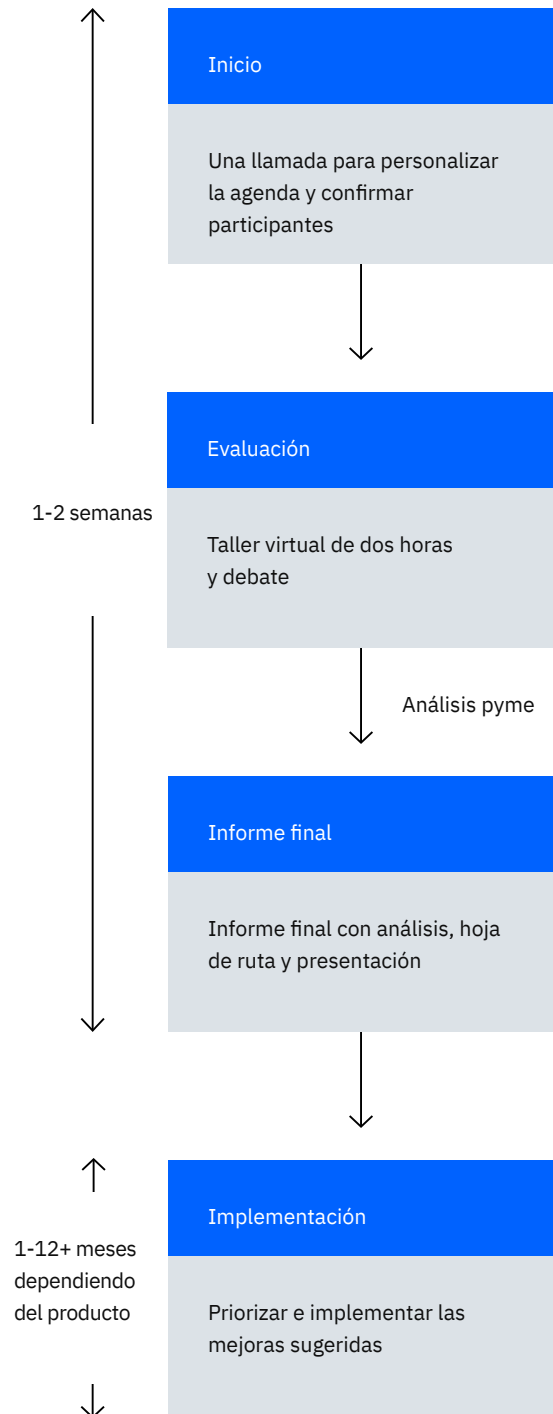 Inicio
Una llamada para personalizar
la agenda y confirmar
participantes
Evaluación
1-2 semanas
Taller virtual de dos horas
y debate
Análisis pyme
Informe final
Informe final con análisis, hoja
de ruta y presentación
Implementación
1-12+ meses
dependiendo
del producto
Priorizar e implementar las
mejoras sugeridas